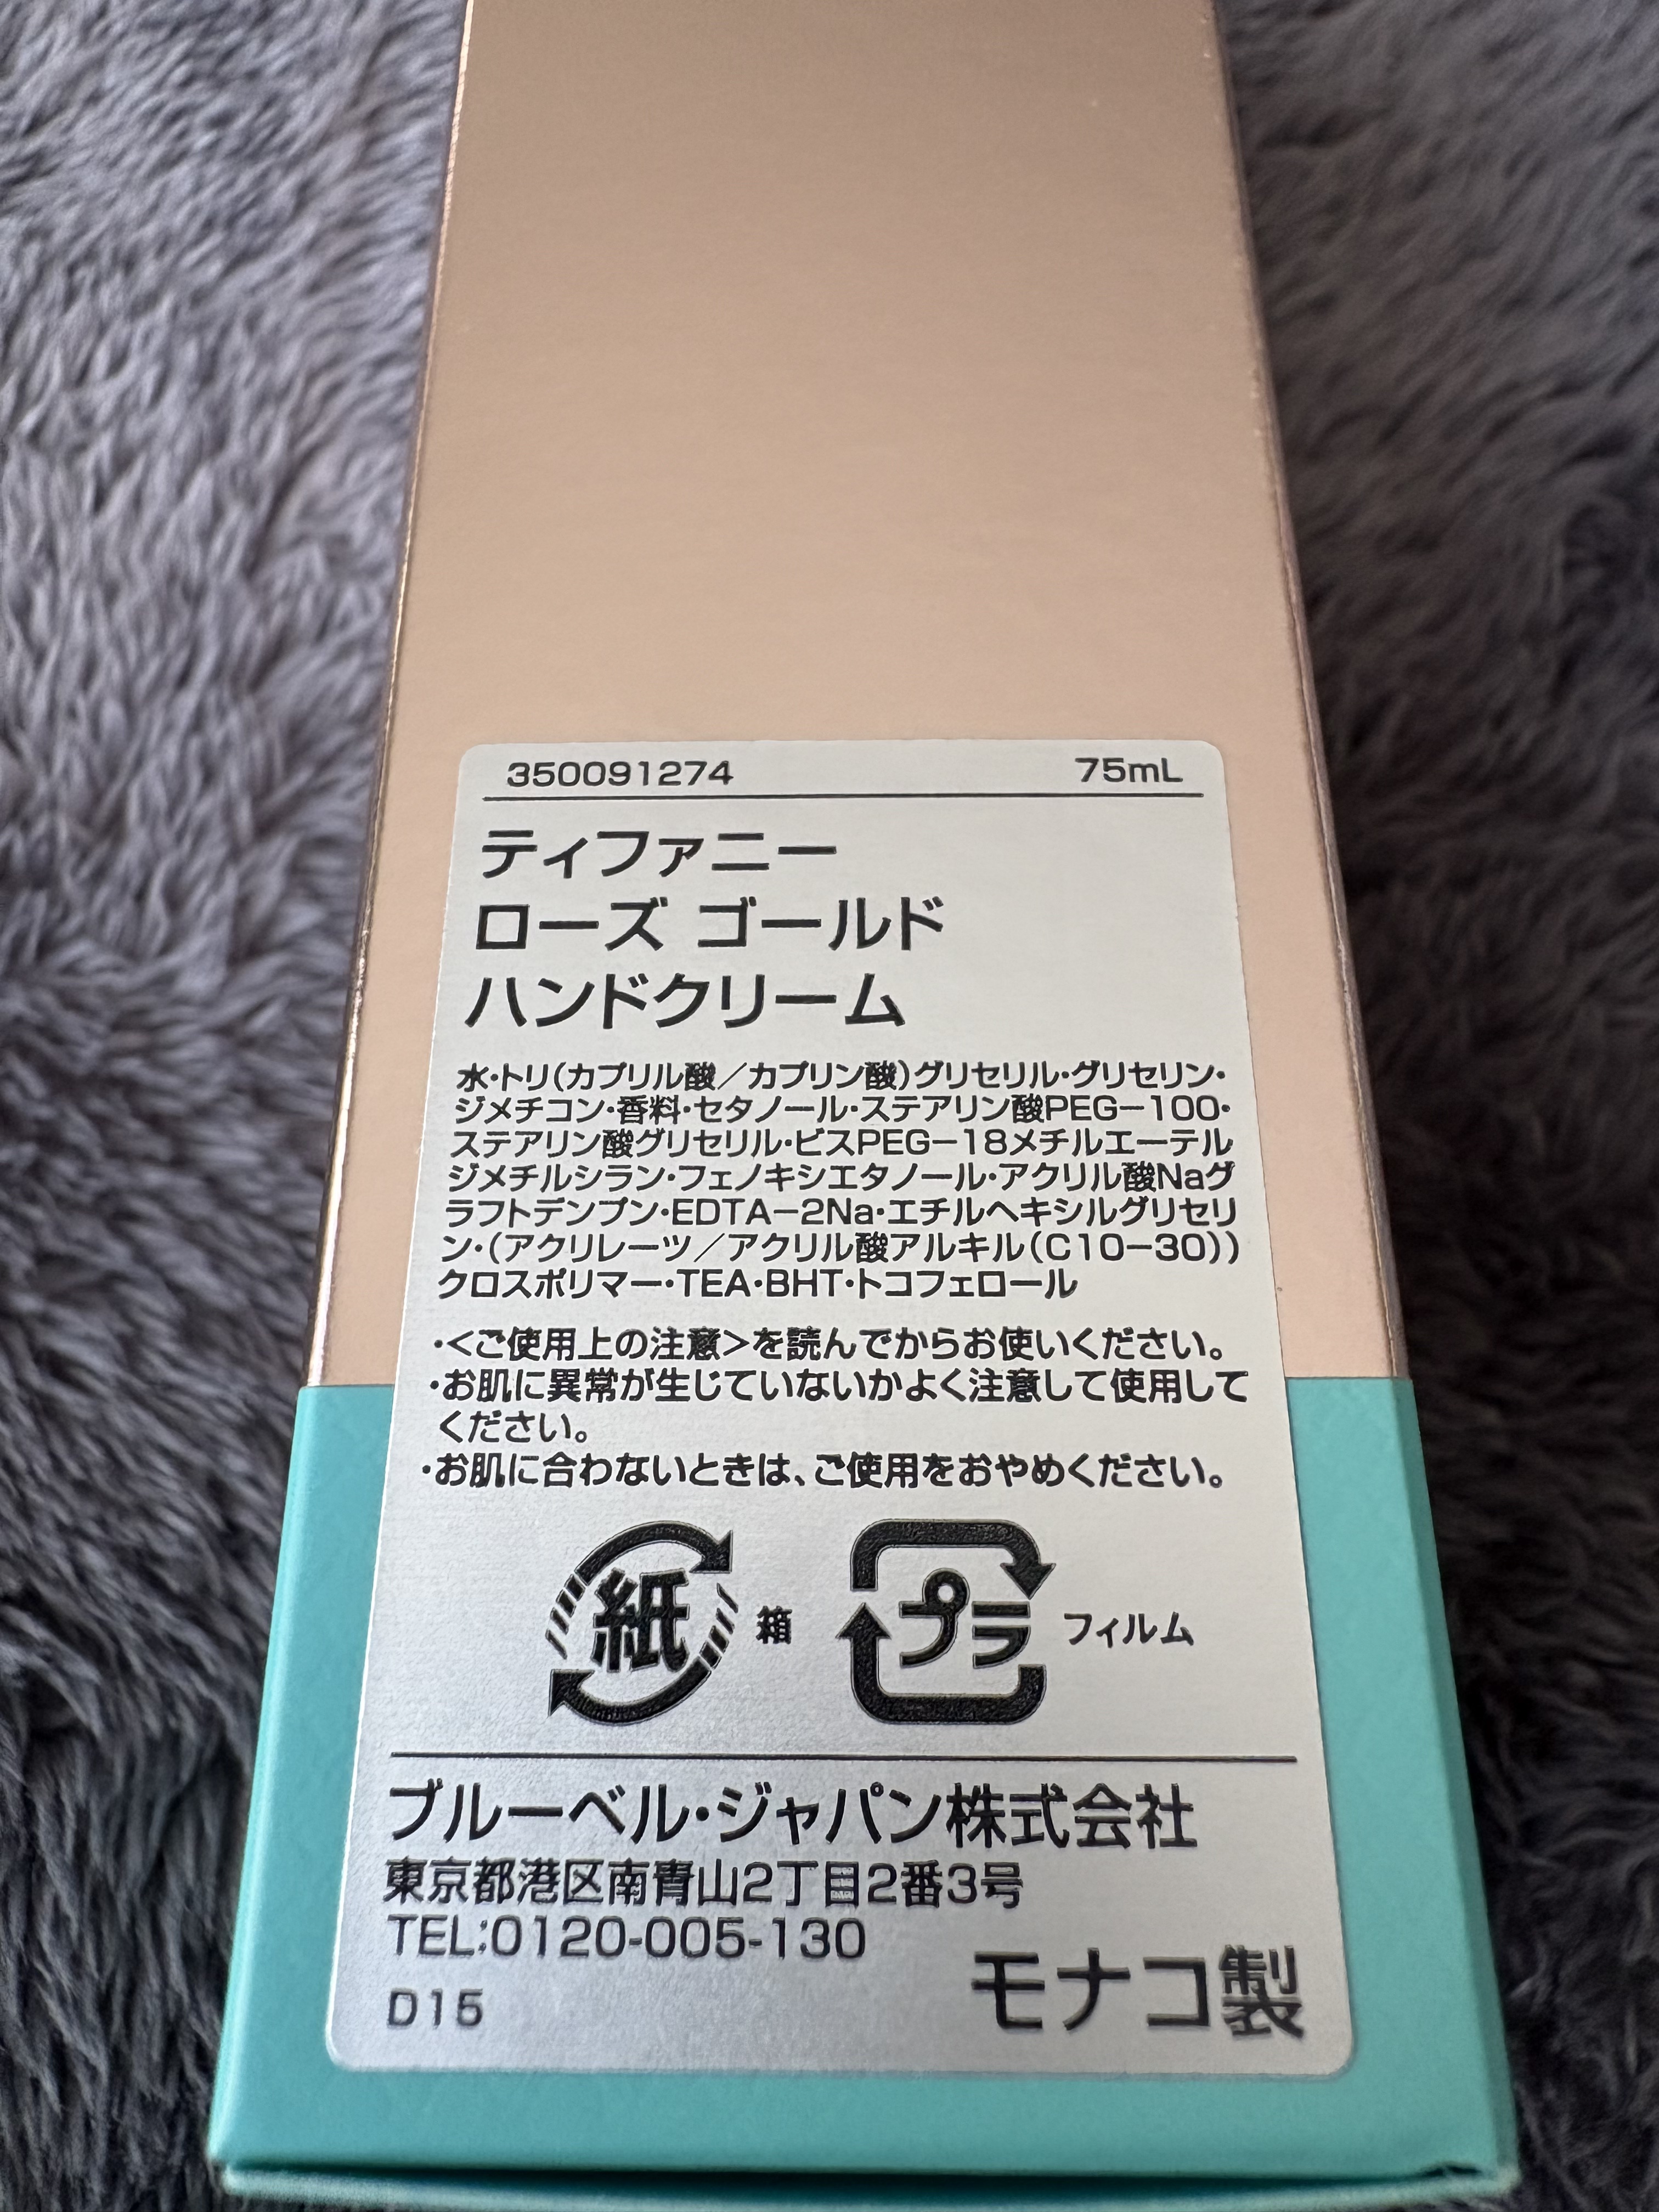 350091274 75mL
ティファニー
ローズ ゴールド
ハンドクリーム
水・トリ(カプリル酸／カプリン酸)グリセリル・グリセリン・
ジメチコン・香料・セタノール・ステアリン酸PEG－100・
ステアリン酸グリセリル・ビスPEG－18メチルエーテル
ジメチルシラン・フェノキシエタノール・アクリル酸Naグ
ラフトデンプン・EDTA－2Na・エチルヘキシルグリセリ
ン・(アクリレーツ／アクリル酸アルキル(C10－30))
クロスポリマー・TEA・BHT・トコフェロール
・<ご使用上の注意>を読んでからお使いください。
・お肌に異常が生じていないかよく注意して使用して
ください。
・お肌に合わないときは、ご使用をおやめください。
紙 箱 プラ フィルム
ブルーベル・ジャパン株式会社
東京都港区南青山2丁目2番3号
TEL:0120-005-130
D15 モナコ製